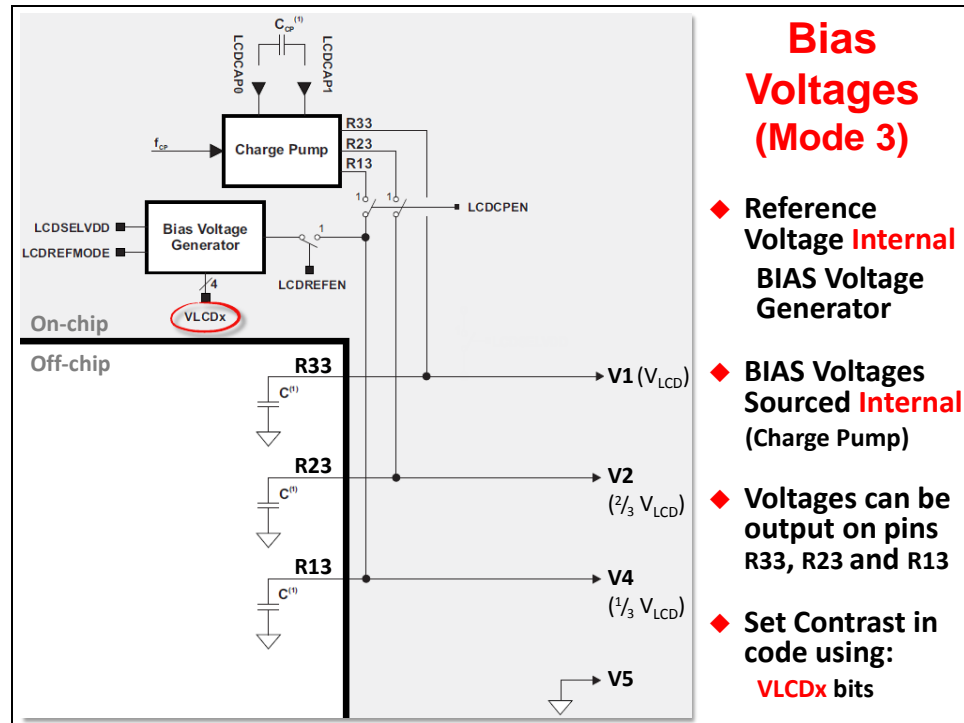 C_CP(1)
LCDCAP0
LCDCAP1
R33
R23
R13
f_CP
Charge Pump
1
1
LCDCPEN
LCDSELVDD
LCDREFMODE
Bias Voltage
Generator
1
LCDREFEN
4
VLCDx
On-chip
Off-chip
R33
C(1)
V1 (V_LCD)
R23
C(1)
V2
(2/3 V_LCD)
R13
C(1)
V4
(1/3 V_LCD)
V5
Bias
Voltages
(Mode 3)
Reference
Voltage Internal
BIAS Voltage
Generator
BIAS Voltages
Sourced Internal
(Charge Pump)
Voltages can be
output on pins
R33, R23 and R13
Set Contrast in
code using:
VLCDx bits